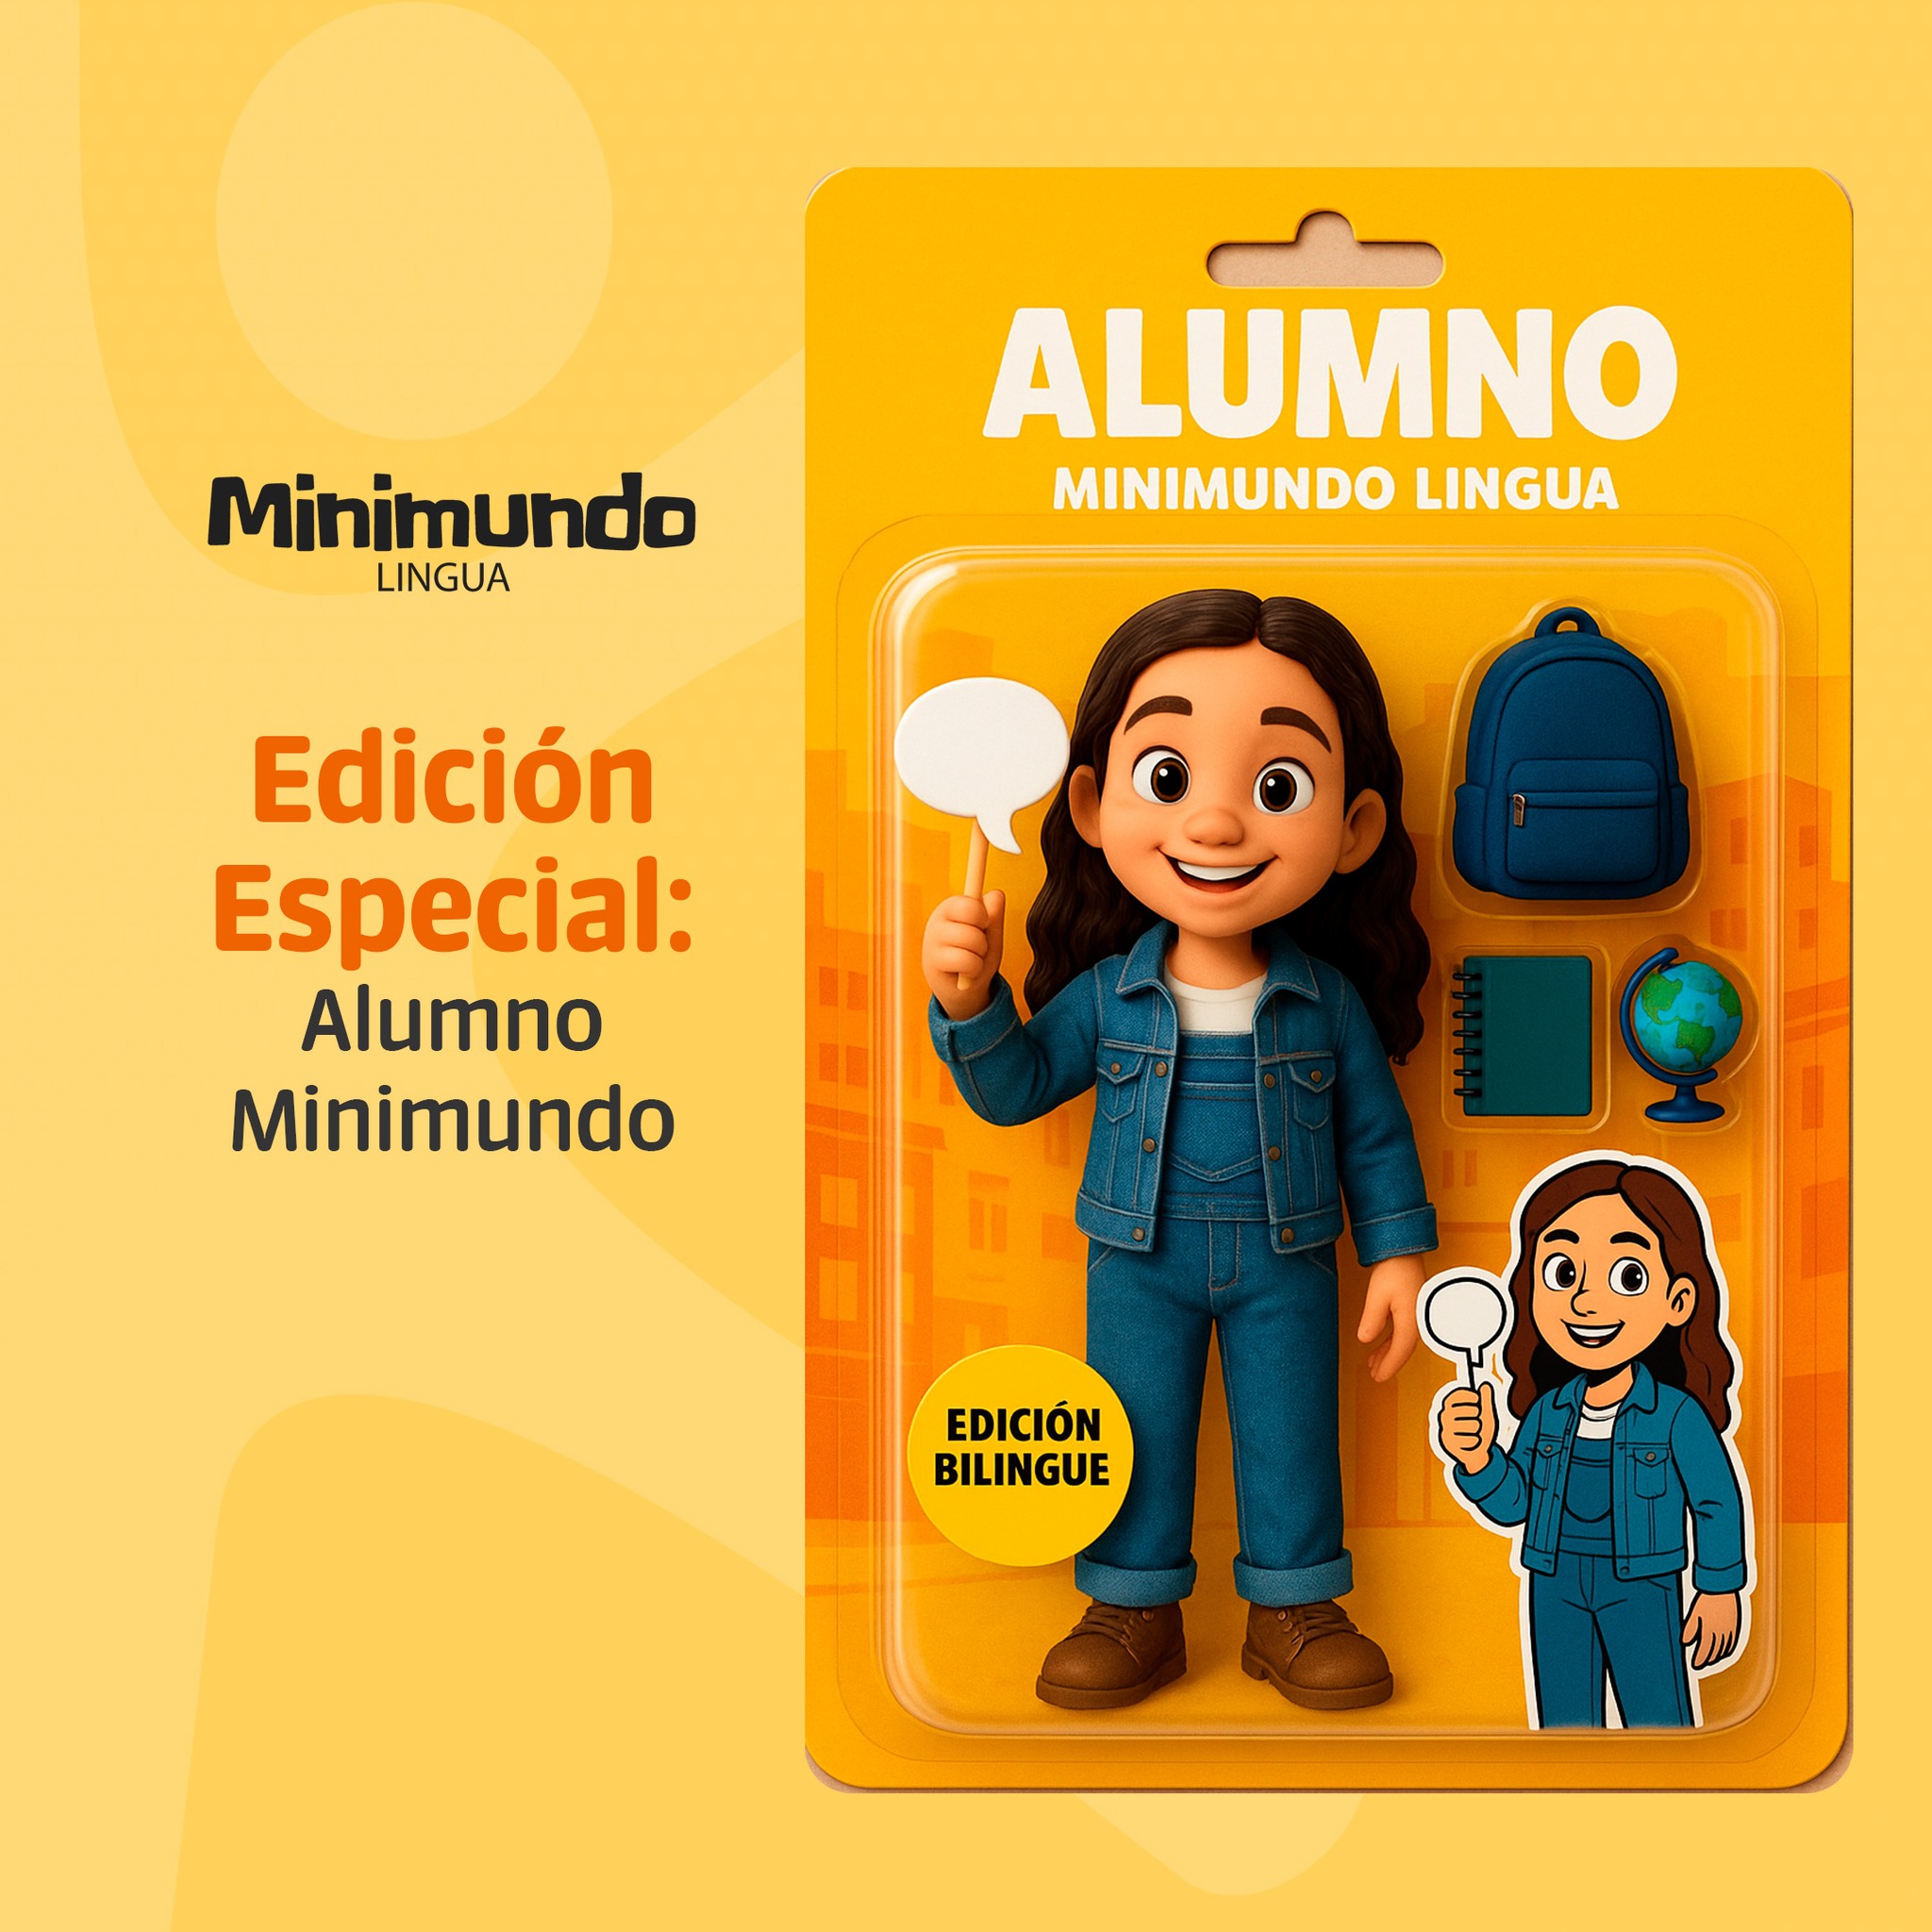 Minimundo
LINGUA
Edición
Especial:
Alumno
Minimundo
ALUMNO
MINIMUNDO LINGUA
EDICIÓN
BILINGUE